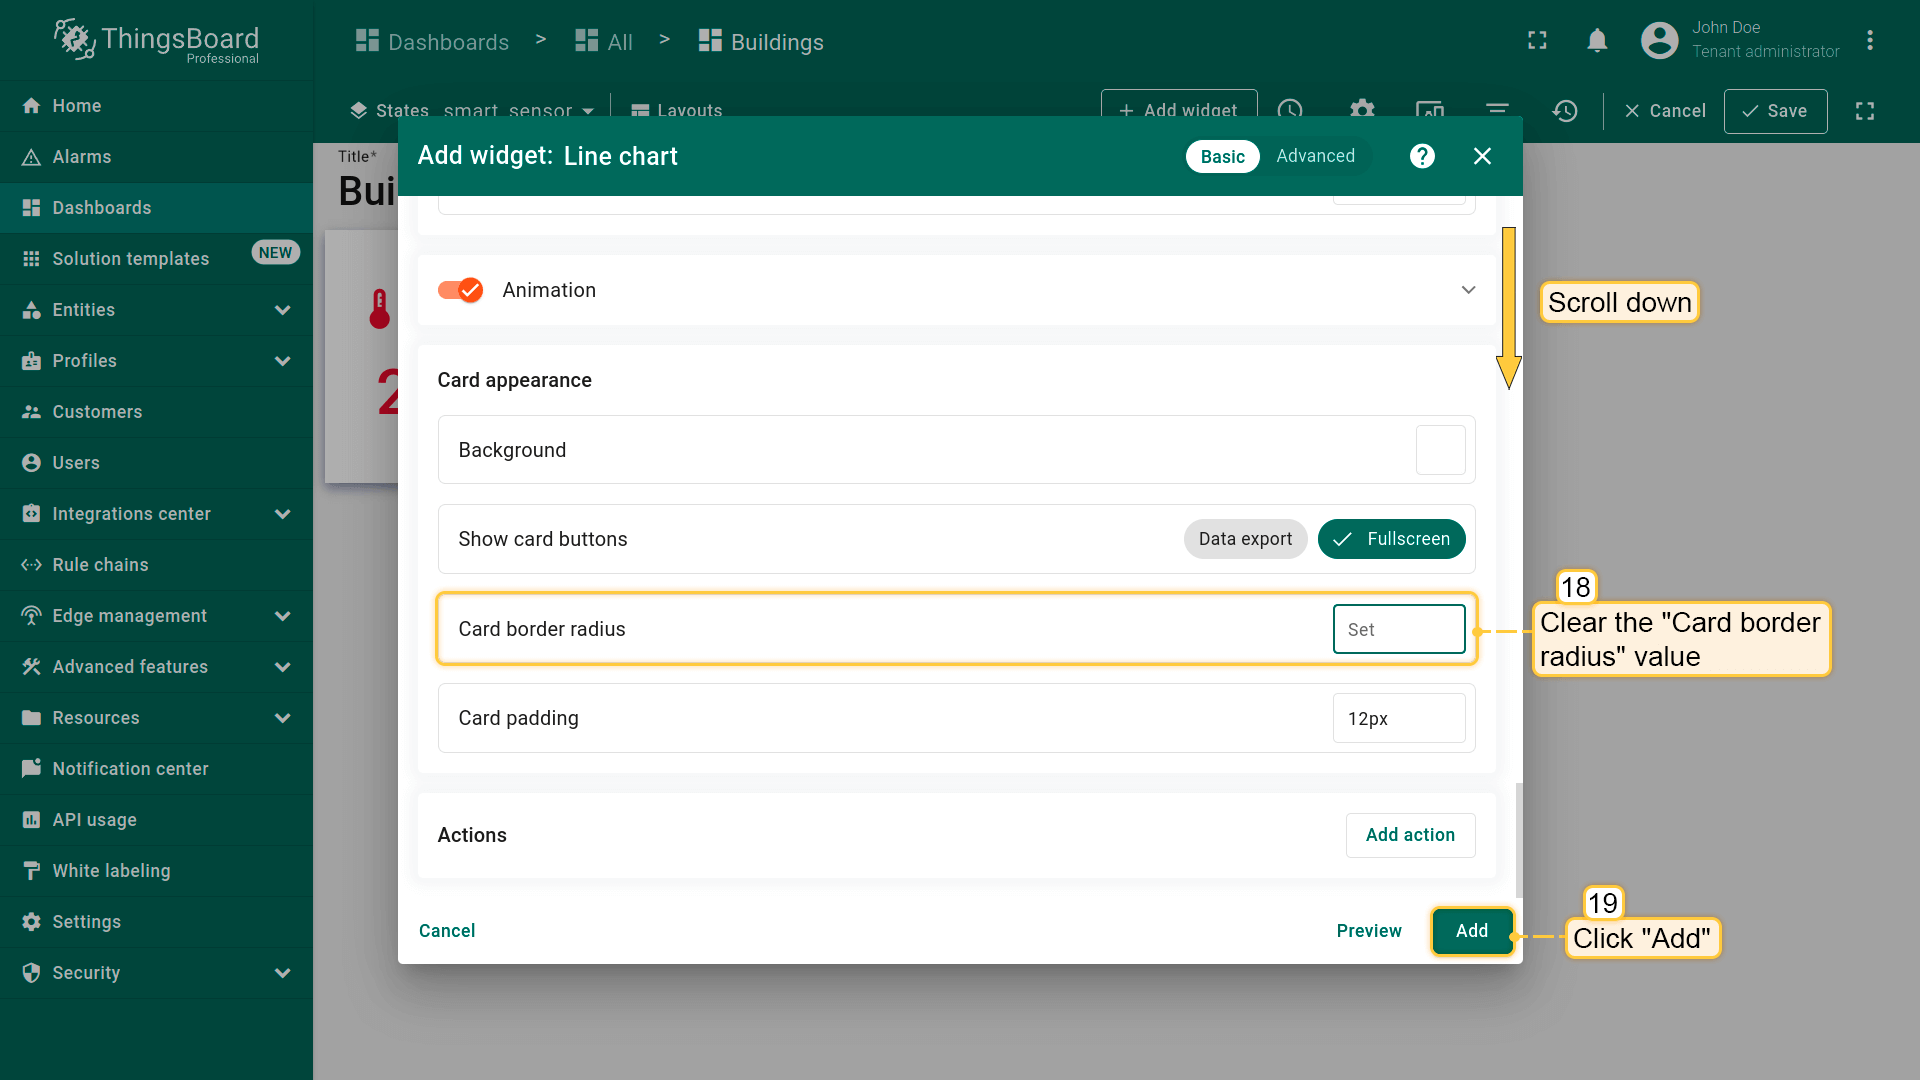 ThingsBoard
Professional
Dashboards > All > Buildings
John Doe
Tenant administrator
States smart_sensor Layouts
+ Add widget
Cancel
Save
Home
Alarms
Dashboards
Solution templates NEW
Entities
Profiles
Customers
Users
Integrations center
Rule chains
Edge management
Advanced features
Resources
Notification center
API usage
White labeling
Settings
Security
Title*
Bui
2
Add widget: Line chart
Basic Advanced
Animation
Card appearance
Background
Show card buttons Data export Fullscreen
Card border radius Set
Card padding 12px
Actions Add action
Cancel Preview Add
Scroll down
18
Clear the "Card border
radius" value
19
Click "Add"